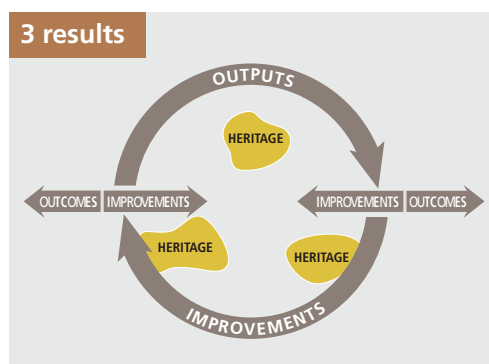 3 results
OUTPUTS
HERITAGE
OUTCOMES IMPROVEMENTS
IMPROVEMENTS OUTCOMES
HERITAGE
HERITAGE
IMPROVEMENTS